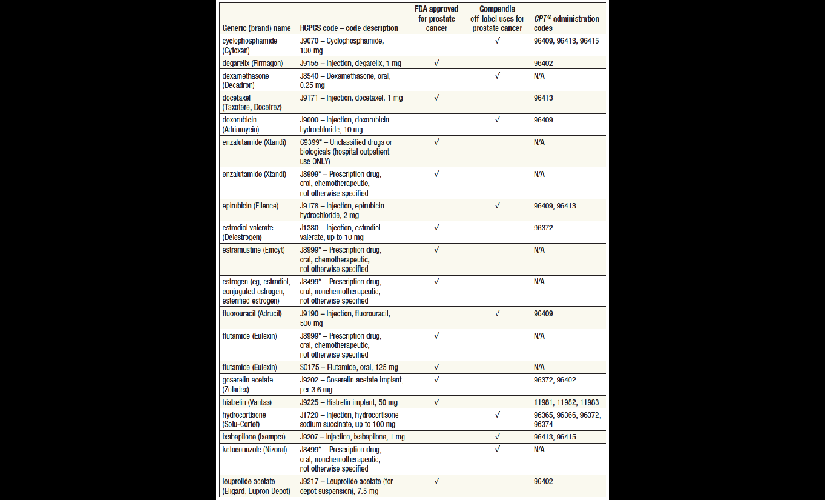 FDA approved
for prostate
cancer
Compendia
off-label uses for
prostate cancer
CPT® administration
codes
Generic (brand) name
HCPCS code – code description
cyclophosphamide
(Cytoxan)
J9070 – Cyclophosphamide,
100 mg
√
96409, 96413, 96415
degarelix (Firmagon)
J9155 – Injection, degarelix, 1 mg
√
96402
dexamethasone
(Decadron)
J8540 – Dexamethasone, oral,
0.25 mg
√
N/A
docetaxel
(Taxotere, Docefrez)
J9171 – Injection, docetaxel, 1 mg
√
96413
doxorubicin
(Adriamycin)
J9000 – Injection, doxorubicin
hydrochloride, 10 mg
√
96409
enzalutamide (Xtandi)
C9399* – Unclassified drugs or
biologicals (hospital outpatient
use ONLY)
√
N/A
enzalutamide (Xtandi)
J8999* – Prescription drug,
oral, chemotherapeutic,
not otherwise specified
√
N/A
epirubicin (Ellence)
J9178 – Injection, epirubicin
hydrochloride, 2 mg
√
96409, 96413
estradiol valerate
(Delestrogen)
J1380 – Injection, estradiol
valerate, up to 10 mg
√
96372
estramustine (Emcyt)
J8999* – Prescription drug,
oral, chemotherapeutic,
not otherwise specified
√
N/A
estrogen (eg, estradiol,
conjugated estrogen,
esterified estrogen)
J8499* – Prescription drug,
oral, nonchemotherapeutic,
not otherwise specified
√
N/A
fluorouracil (Adrucil)
J9190 – Injection, fluorouracil,
500 mg
√
96409
flutamide (Eulexin)
J8999* – Prescription drug,
oral, chemotherapeutic,
not otherwise specified
√
N/A
flutamide (Eulexin)
S0175 – Flutamide, oral, 125 mg
√
N/A
goserelin acetate
(Zoladex)
J9202 – Goserelin acetate implant
per 3.6 mg
√
96372, 96402
histrelin (Vantas)
J9225 – Histrelin implant, 50 mg
√
11981, 11982, 11983
hydrocortisone
(Solu-Cortef)
J1720 – Injection, hydrocortisone
sodium succinate, up to 100 mg
√
96365, 96366, 96372,
96374
ixabepilone (Ixempra)
J9207 – Injection, ixabepilone, 1 mg
√
96413, 96415
ketoconazole (Nizoral)
J8499* – Prescription drug,
oral, nonchemotherapeutic,
not otherwise specified
√
N/A
leuprolide acetate
(Eligard, Lupron Depot)
J9217 – Leuprolide acetate (for
depot suspension), 7.5 mg
√
96402